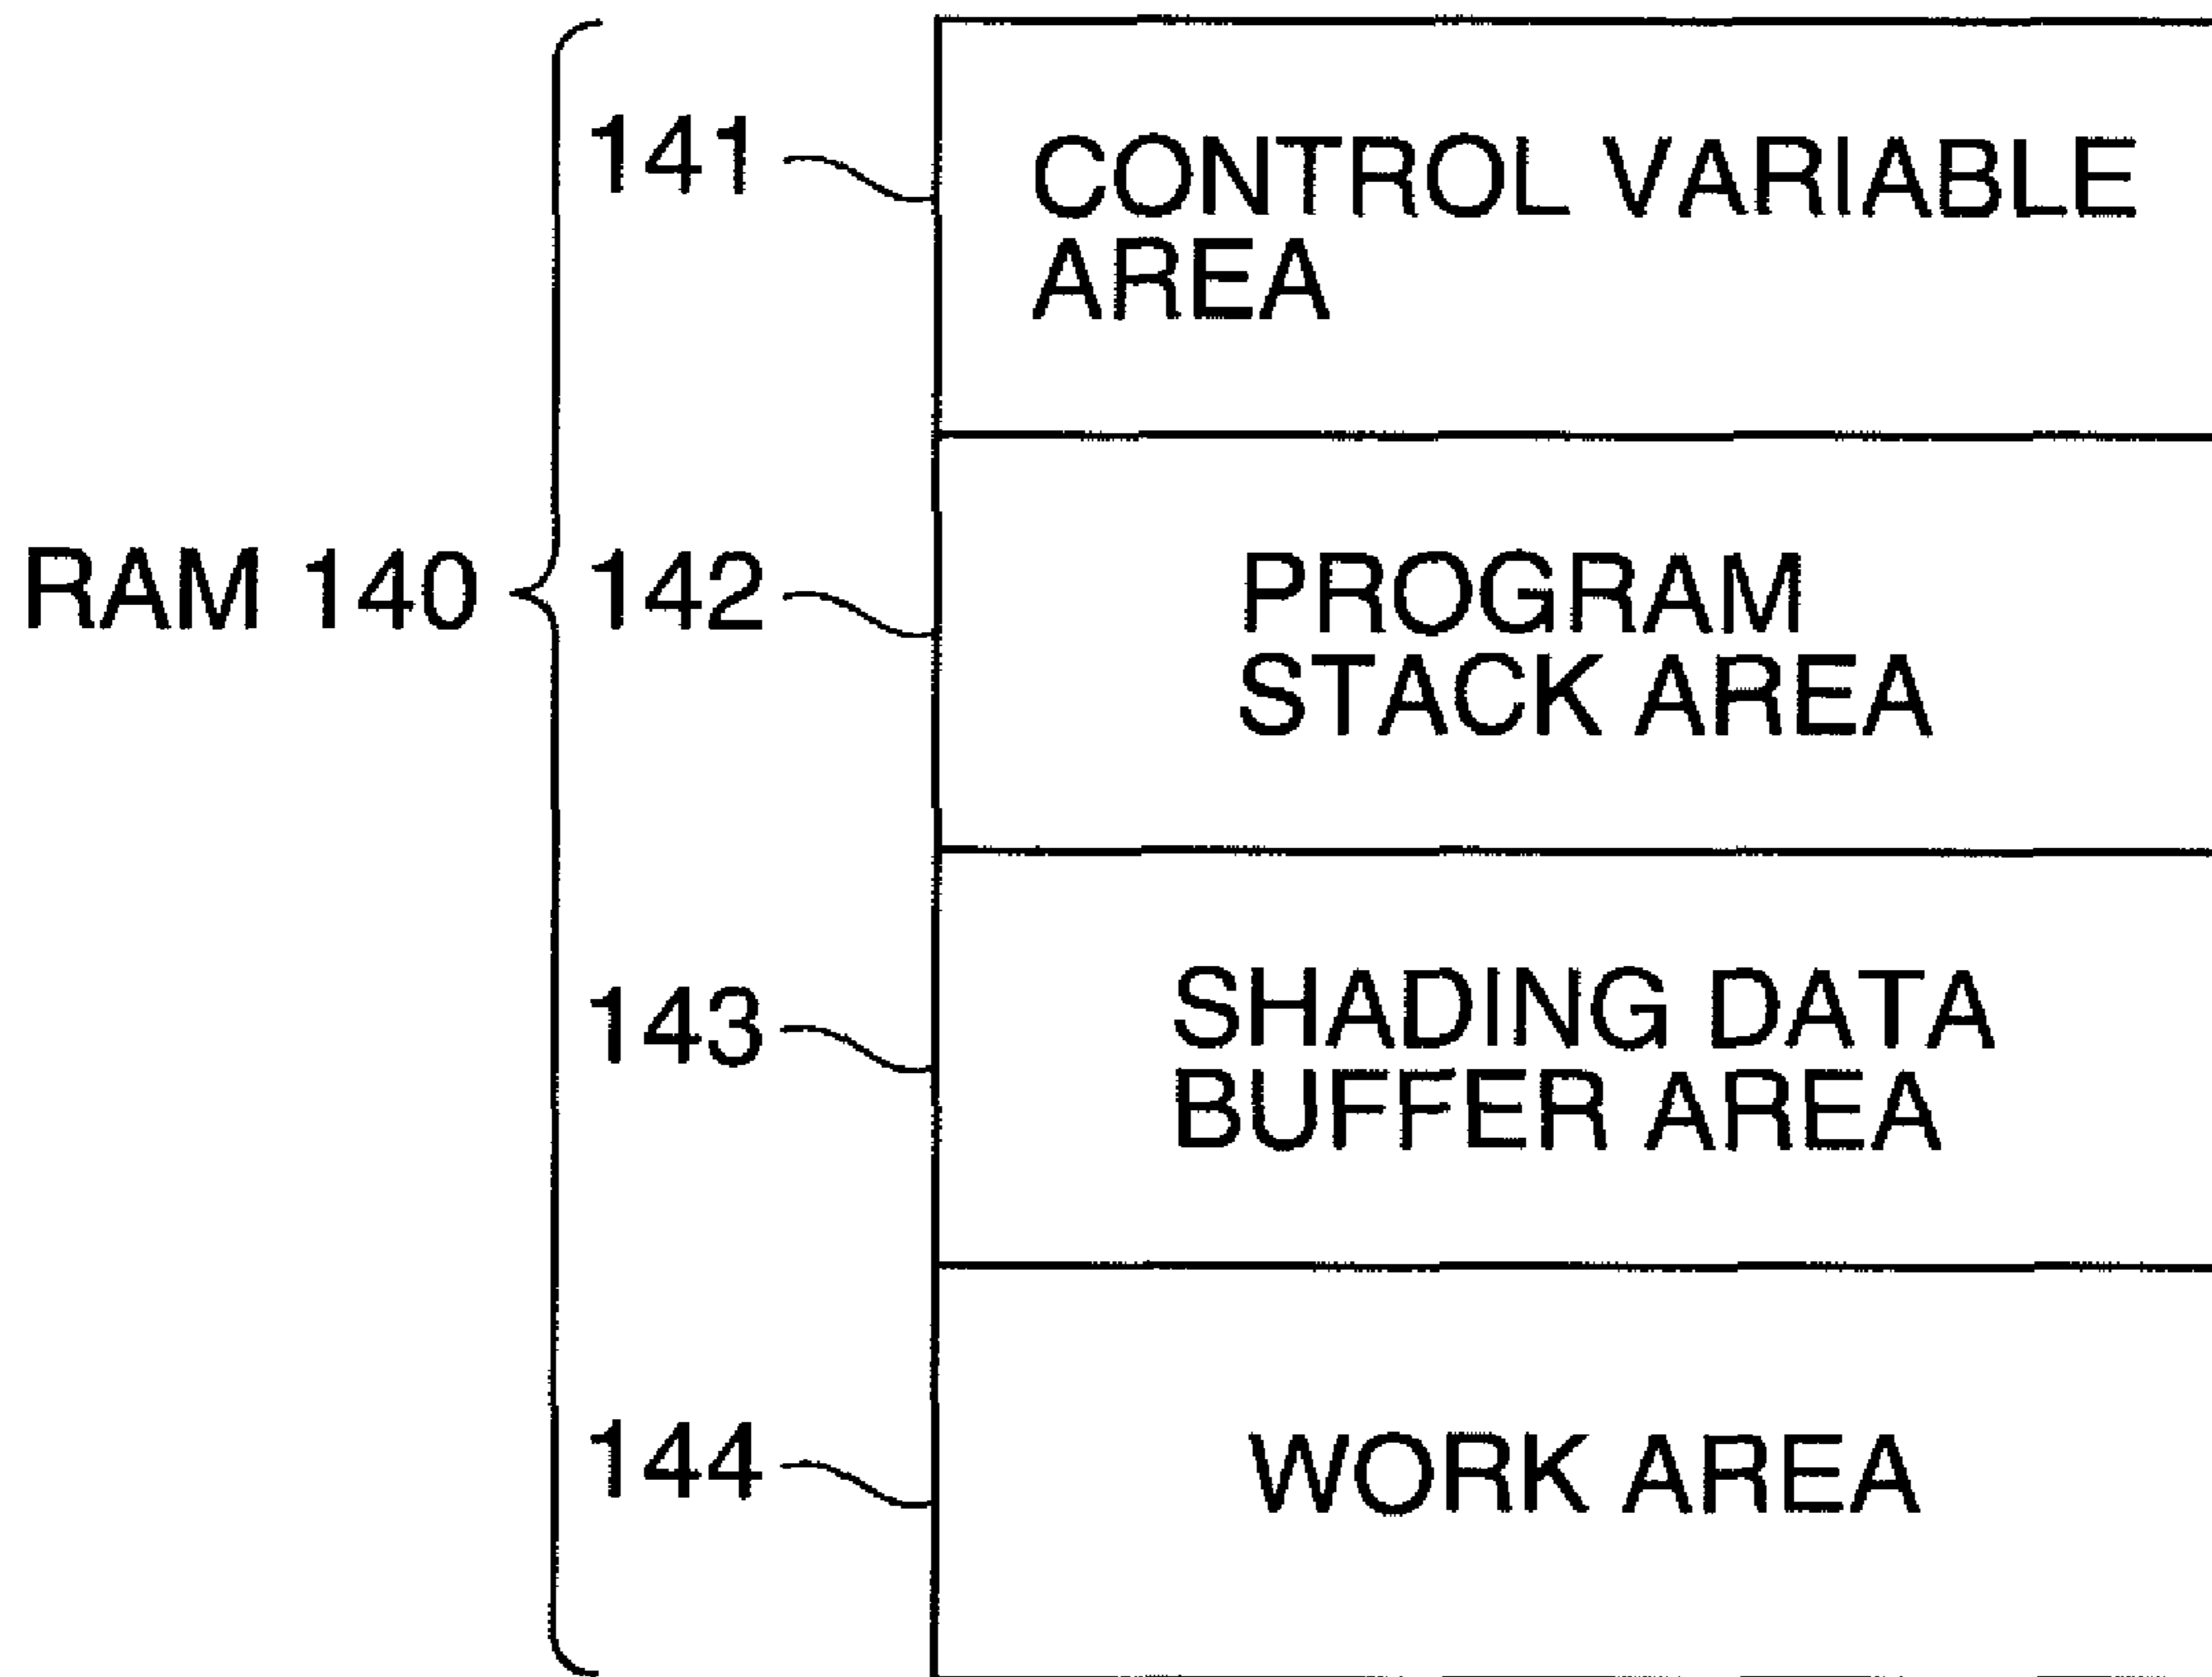 141
CONTROL VARIABLE
AREA
RAM 140
142
PROGRAM
STACK AREA
143
SHADING DATA
BUFFER AREA
144
WORK AREA